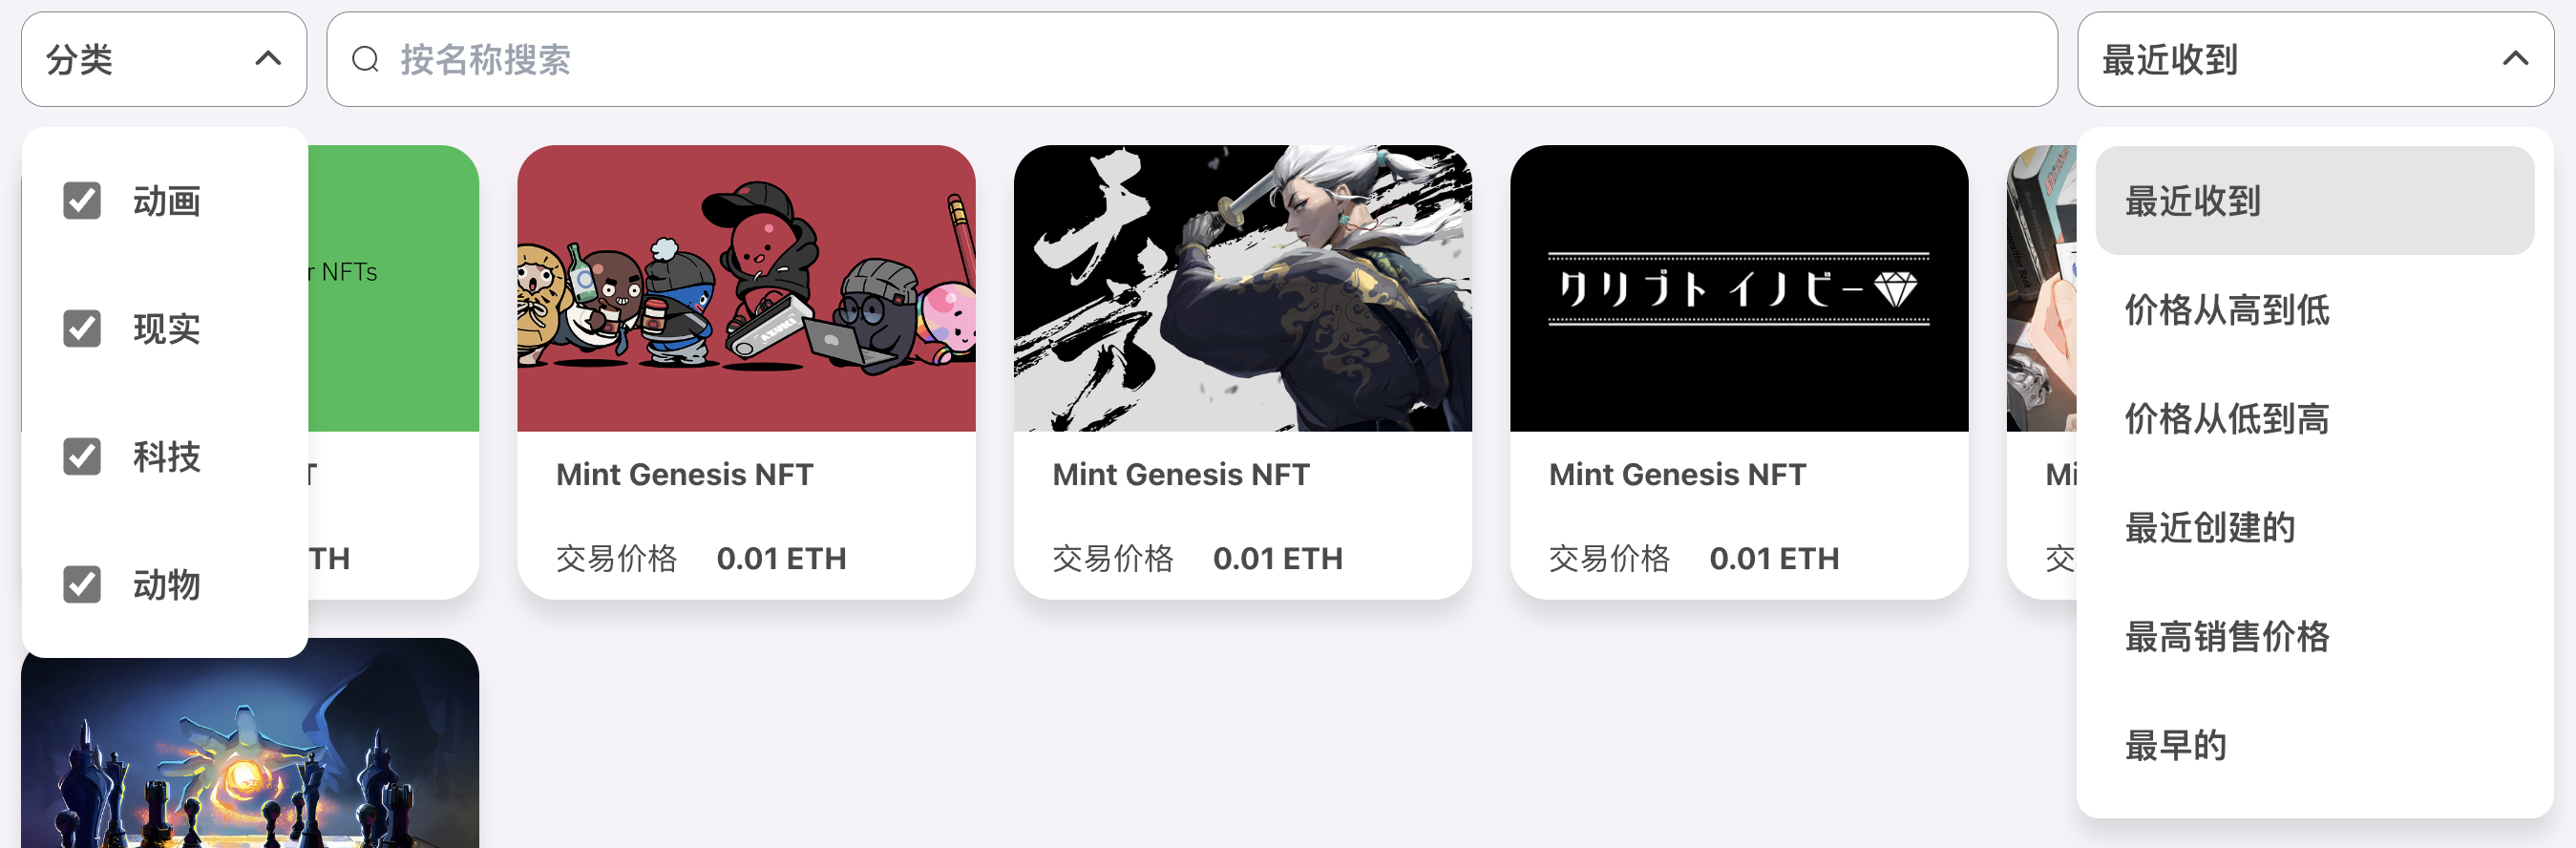 分类
按名称搜索
最近收到
动画
现实
科技
动物
r NFTs
T
TH
AZUKI
Mint Genesis NFT
交易价格 0.01 ETH
Mint Genesis NFT
交易价格 0.01 ETH
クリプトイノベー
Mint Genesis NFT
交易价格 0.01 ETH
Mi
交
最近收到
价格从高到低
价格从低到高
最近创建的
最高销售价格
最早的